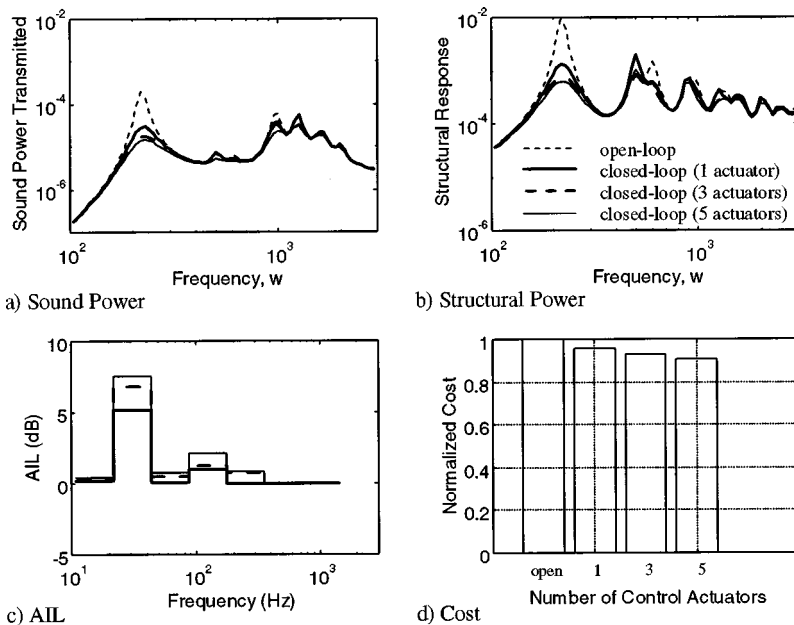 10^-2
10^-4
10^-6
Sound Power Transmitted
10^2
10^3
Frequency, w
a) Sound Power
10^-2
10^-4
10^-6
Structural Response
open-loop
closed-loop (1 actuator)
closed-loop (3 actuators)
closed-loop (5 actuators)
10^2
10^3
Frequency, w
b) Structural Power
10
5
0
-5
AIL (dB)
10^1
10^2
10^3
Frequency (Hz)
c) AIL
1
0.8
0.6
0.4
0.2
0
Normalized Cost
open 1 3 5
Number of Control Actuators
d) Cost